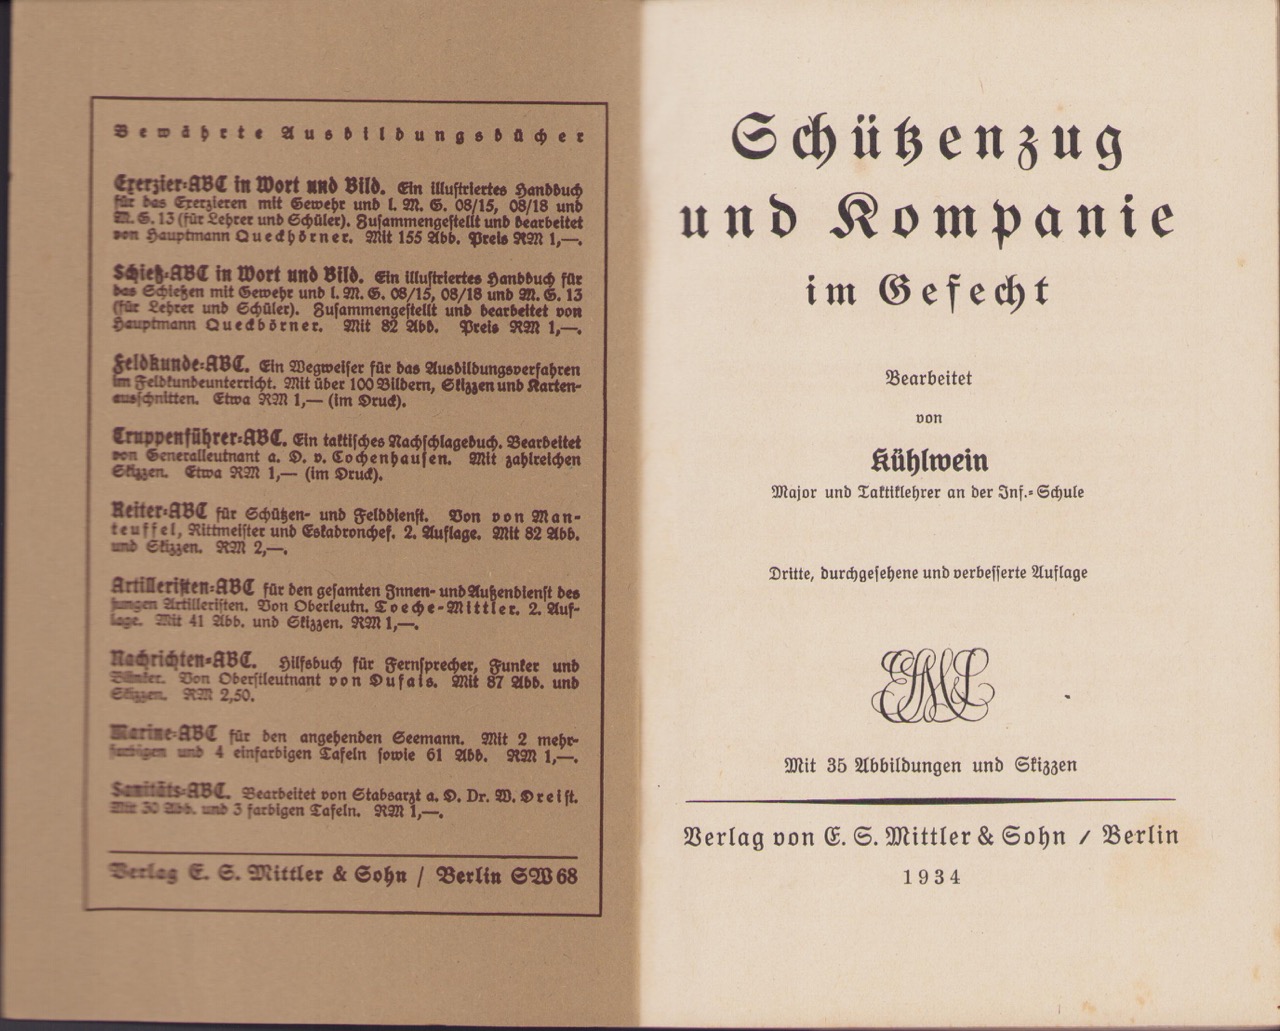 Bewährte Ausbildungsbücher
Exerzier=ABC in Wort und Bild. Ein illustriertes Handbuch
für das Exerzieren mit Gewehr und l. M. G. 08/15, 08/18 und
M. G. 13 (für Lehrer und Schüler). Zusammengestellt und bearbeitet
von Hauptmann Queckbörner. Mit 155 Abb. Preis RM 1,—.
Schieß=ABC in Wort und Bild. Ein illustriertes Handbuch für
das Schießen mit Gewehr und l. M. G. 08/15, 08/18 und M. G. 13
(für Lehrer und Schüler). Zusammengestellt und bearbeitet von
Hauptmann Queckbörner. Mit 82 Abb. Preis RM 1,—.
Feldkunde=ABC. Ein Wegweiser für das Ausbildungsverfahren
im Feldkundeunterricht. Mit über 100 Bildern, Skizzen und Karten-
ausschnitten. Etwa RM 1,— (im Druck).
Truppenführer=ABC. Ein taktisches Nachschlagebuch. Bearbeitet
von Generalleutnant a. D. v. Cochenhausen. Mit zahlreichen
Skizzen. Etwa RM 1,— (im Druck).
Reiter=ABC für Schützen- und Felddienst. Von von Man-
teuffel, Rittmeister und Eskadronchef. 2. Auflage. Mit 82 Abb.
und Skizzen. RM 2,—.
Artilleristen=ABC für den gesamten Innen- und Außendienst des
jungen Artilleristen. Von Oberleutn. Toeche-Mittler. 2. Auf-
lage. Mit 41 Abb. und Skizzen. RM 1,—.
Nachrichten=ABC. Hilfsbuch für Fernsprecher, Funker und
Blinker. Von Oberstleutnant von Dufais. Mit 87 Abb. und
Skizzen. RM 2,50.
Marine=ABC für den angehenden Seemann. Mit 2 mehr-
farbigen und 4 einfarbigen Tafeln sowie 61 Abb. RM 1,—.
Sanitäts=ABC. Bearbeitet von Stabsarzt a. D. Dr. W. Dreist.
Mit 30 Abb. und 3 farbigen Tafeln. RM 1,—.
Verlag E. S. Mittler & Sohn / Berlin SW 68
Schützenzug
und Kompanie
im Gefecht
Bearbeitet
von
Kühlwein
Major und Taktiklehrer an der Inf.=Schule
Dritte, durchgesehene und verbesserte Auflage
Mit 35 Abbildungen und Skizzen
Verlag von E. S. Mittler & Sohn / Berlin
1934